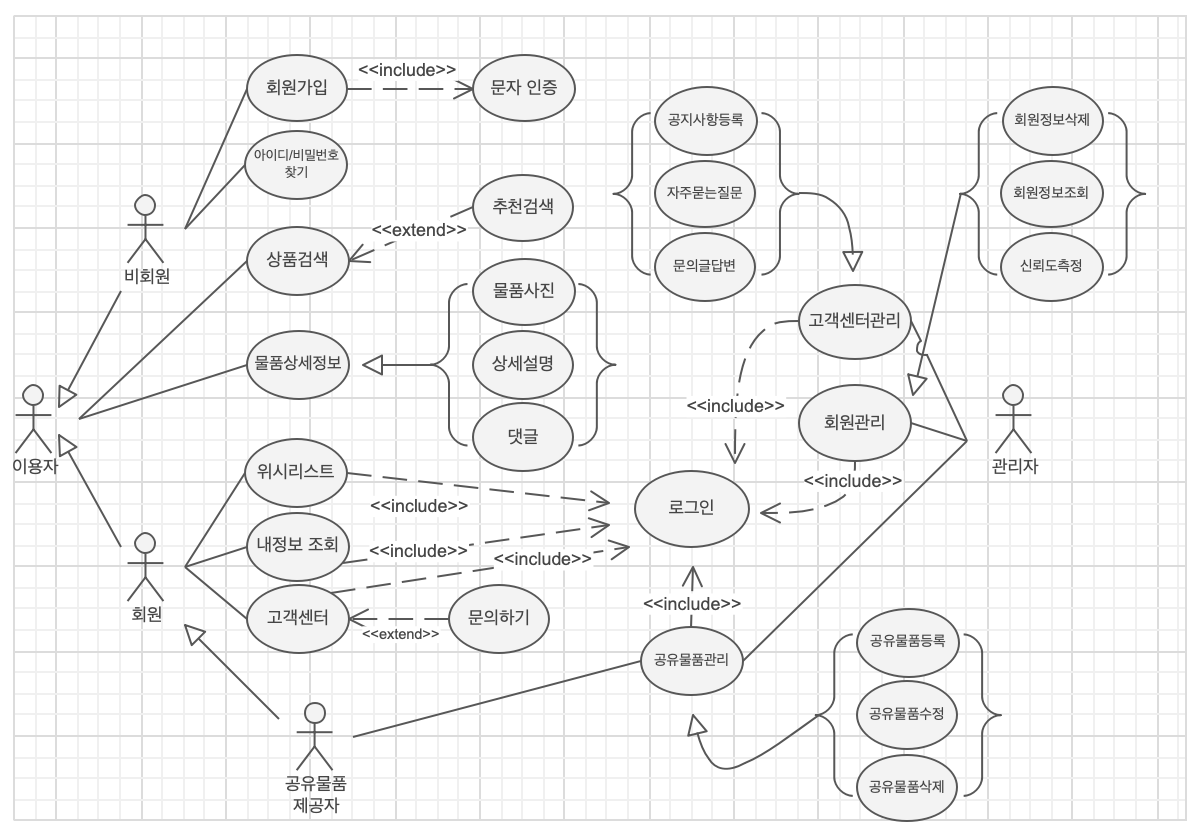 <<include>>
회원가입
문자 인증
아이디/비밀번호
찾기
비회원
<<extend>>
추천검색
상품검색
물품사진
물품상세정보
상세설명
댓글
이용자
위시리스트
<<include>>
내정보 조회
<<include>>
<<include>>
고객센터
<<extend>>
문의하기
회원
공유물품
제공자
공지사항등록
자주묻는질문
문의글답변
회원정보삭제
회원정보조회
신뢰도측정
고객센터관리
<<include>>
회원관리
<<include>>
관리자
로그인
<<include>>
공유물품관리
공유물품등록
공유물품수정
공유물품삭제